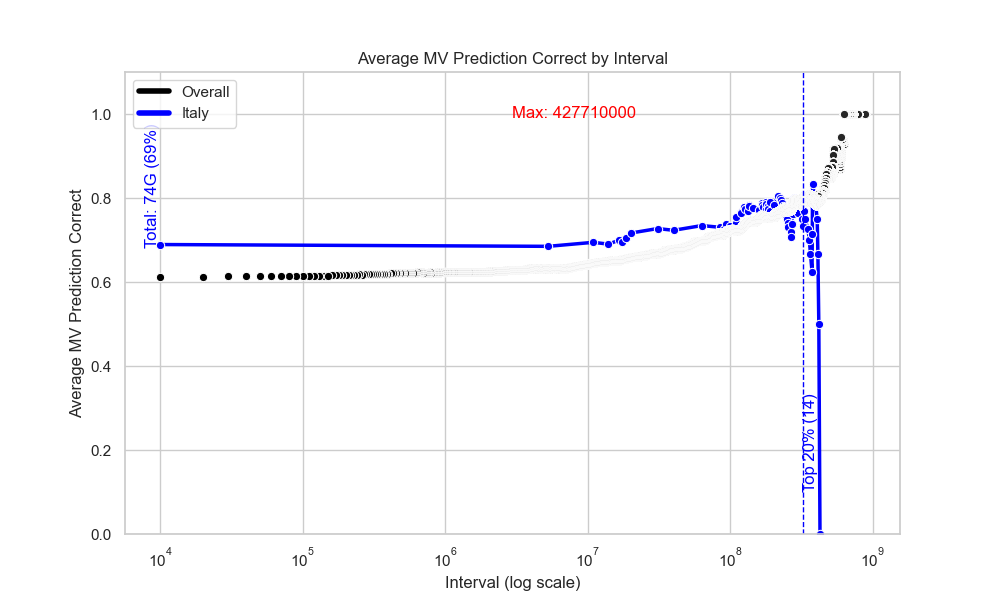 Average MV Prediction Correct by Interval
Overall
Italy
Max: 427710000
Total: 74G (69%)
Top 20% (14)
Average MV Prediction Correct
1.0
0.8
0.6
0.4
0.2
0.0
10^4
10^5
10^6
10^7
10^8
10^9
Interval (log scale)